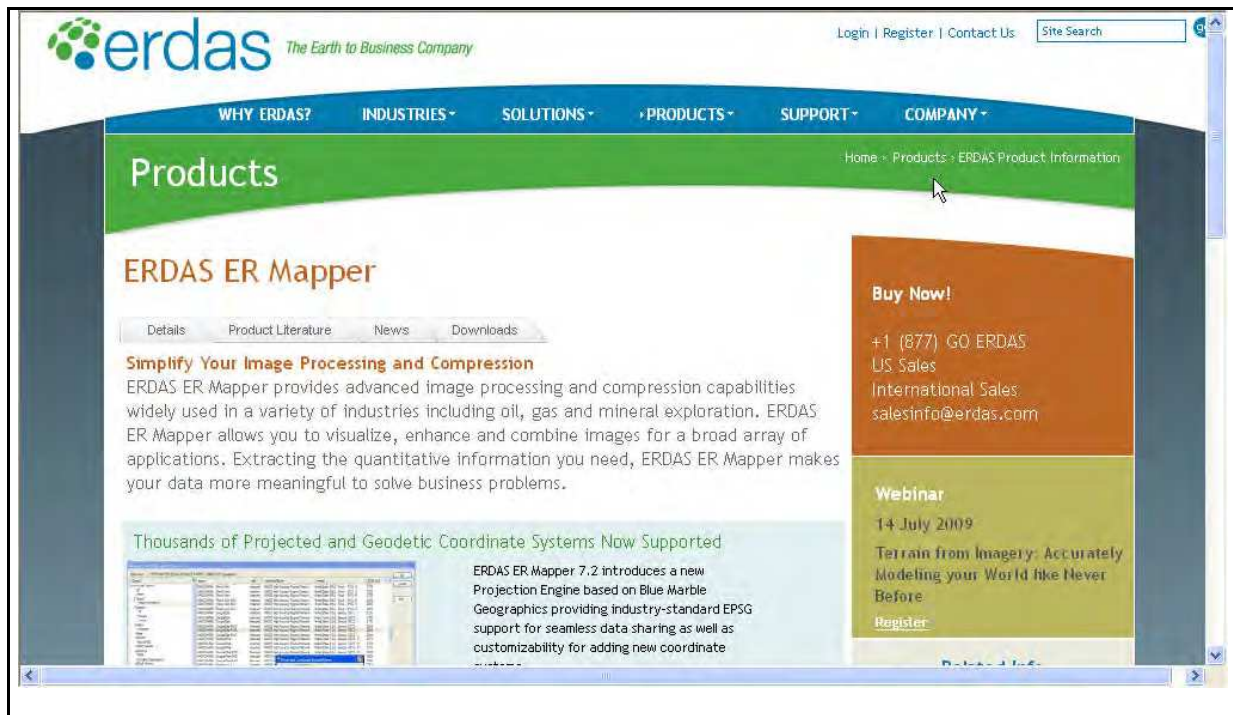 erdas The Earth to Business Company
Login | Register | Contact Us Site Search
WHY ERDAS? INDUSTRIES SOLUTIONS PRODUCTS SUPPORT COMPANY
Products
Home › Products › ERDAS Product Information
ERDAS ER Mapper
Details Product Literature News Downloads
Simplify Your Image Processing and Compression
ERDAS ER Mapper provides advanced image processing and compression capabilities
widely used in a variety of industries including oil, gas and mineral exploration. ERDAS
ER Mapper allows you to visualize, enhance and combine images for a broad array of
applications. Extracting the quantitative information you need, ERDAS ER Mapper makes
your data more meaningful to solve business problems.
Thousands of Projected and Geodetic Coordinate Systems Now Supported
ERDAS ER Mapper 7.2 introduces a new
Projection Engine based on Blue Marble
Geographics providing industry-standard EPSG
support for seamless data sharing as well as
customizability for adding new coordinate
Buy Now!
+1 (877) GO ERDAS
US Sales
International Sales
salesinfo@erdas.com
Webinar
14 July 2009
Terrain from Imagery: Accurately
Modeling your World like Never
Before
Register
Related Info